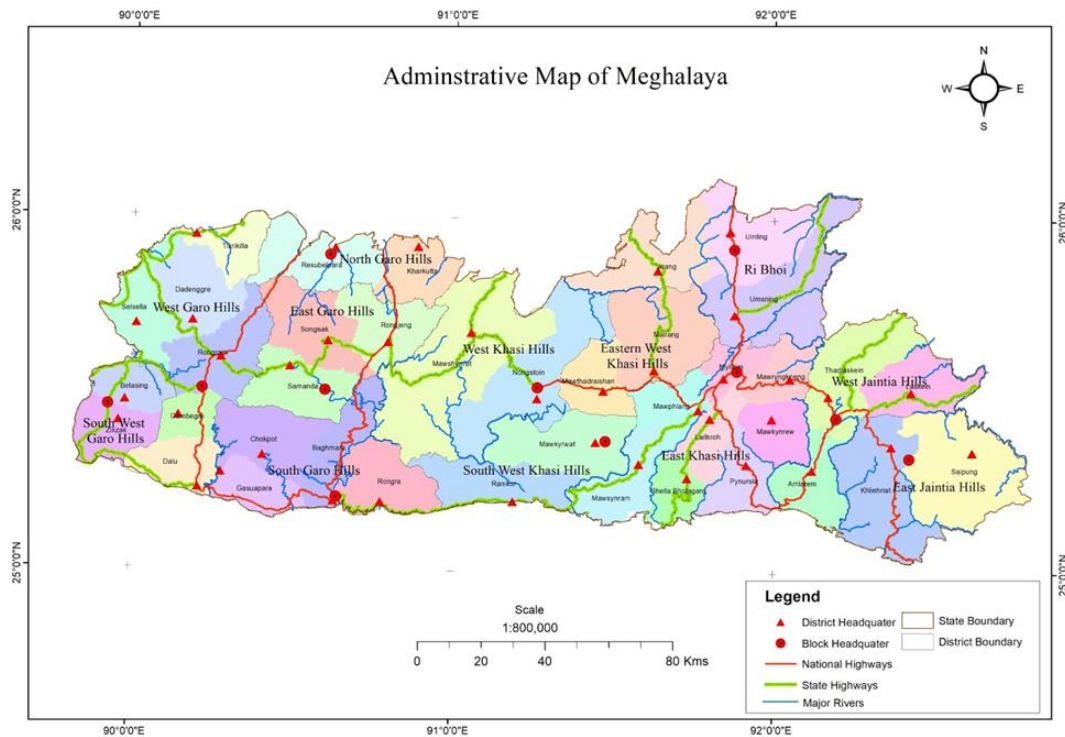 90°0'0"E 91°0'0"E 92°0'0"E
Adminstrative Map of Meghalaya
N
W E
S
26°0'0"N 26°0'0"N
Tikrikilla
Umling
Resubelpara
North Garo Hills
Kharkutta
Ri Bhoi
Dadenggre
West Garo Hills
Selsella
East Garo Hills
Songsak
Rongjeng
Umsning
Mairang
West Khasi Hills
Mawshynrut
Eastern West
Khasi Hills
Nongstoin
Mawthadraishan
Samanda
Betasing
Mawryngkneng
Thadlaskein
West Jaintia Hills
Laskein
South West
Garo Hills
Zikzak
Gambegre
Mawphlang
Mawkynrew
Chokpot
Baghmara
Mawkyrwat
East Khasi Hills
Saipung
East Jaintia Hills
Dalu
South Garo Hills
Gasuapara
Rongra
South West Khasi Hills
Ranikor
Mawsynram
Shella Bholaganj
Pynursla
Amlarem
Khliehriat
25°0'0"N 25°0'0"N
Legend
District Headquater
Block Headquater
National Highways
State Highways
Major Rivers
State Boundary
District Boundary
Scale
1:800,000
0 20 40 60 80 Kms
90°0'0"E 91°0'0"E 92°0'0"E